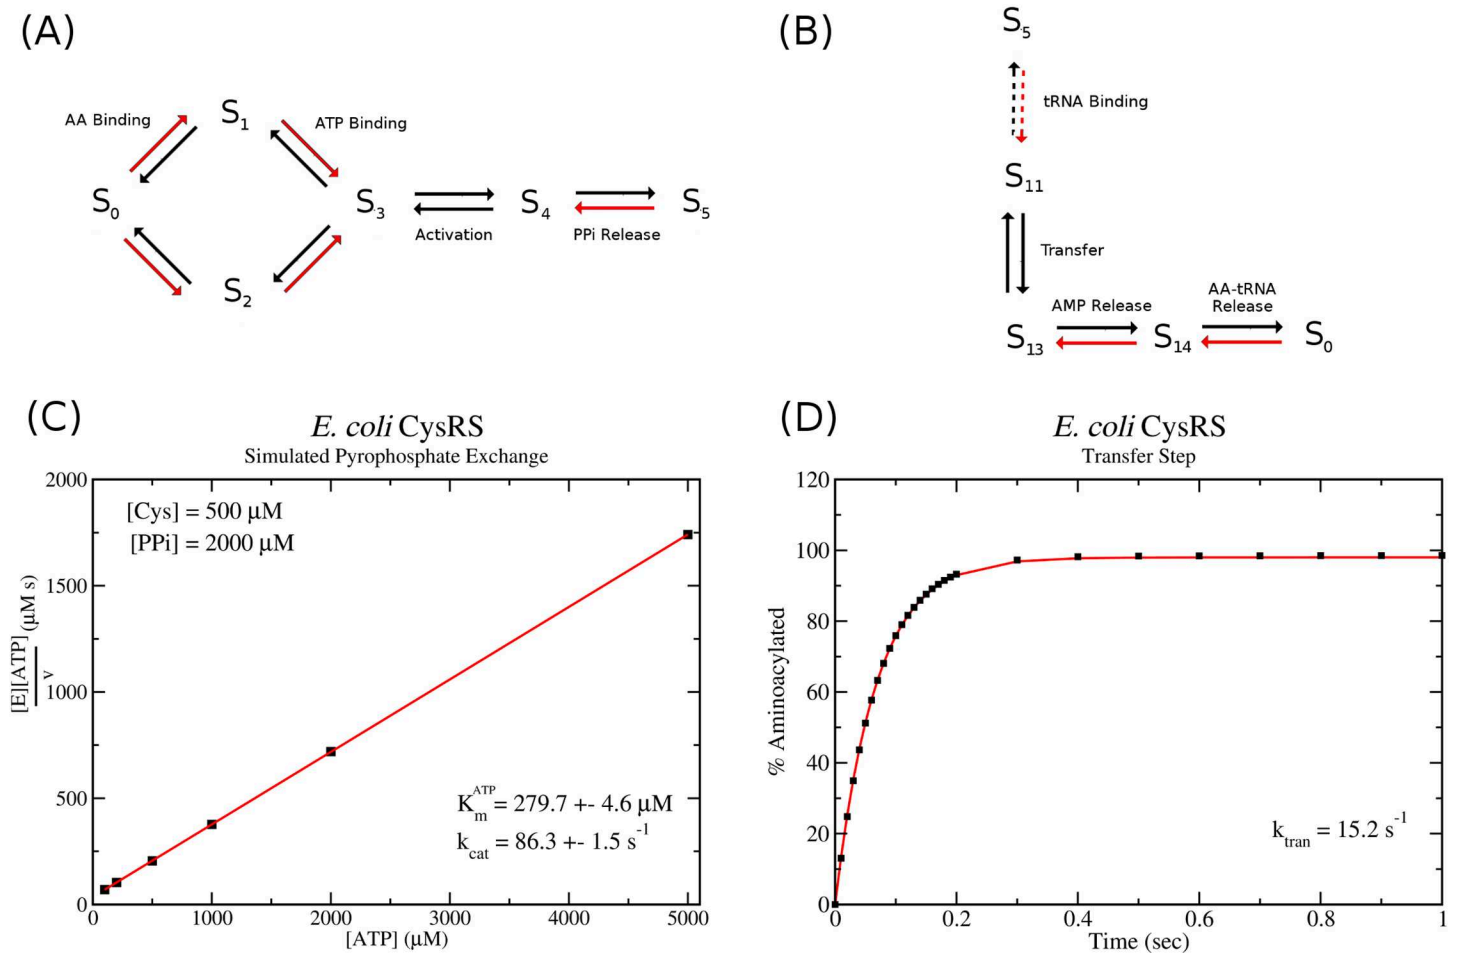 (A)
AA Binding
S1
ATP Binding
S0
S3
S4
S5
Activation
PPi Release
S2
(B)
S5
tRNA Binding
S11
Transfer
AMP Release
AA-tRNA
Release
S13
S14
S0
(C)
E. coli CysRS
Simulated Pyrophosphate Exchange
[Cys] = 500 μM
[PPi] = 2000 μM
[E][ATP]
v
(μM s)
2000
1500
1000
500
0
K_m^ATP = 279.7 +- 4.6 μM
k_cat = 86.3 +- 1.5 s^-1
0 1000 2000 3000 4000 5000
[ATP] (μM)
(D)
E. coli CysRS
Transfer Step
% Aminoacylated
120
100
80
60
40
20
0
k_tran = 15.2 s^-1
0 0.2 0.4 0.6 0.8 1
Time (sec)